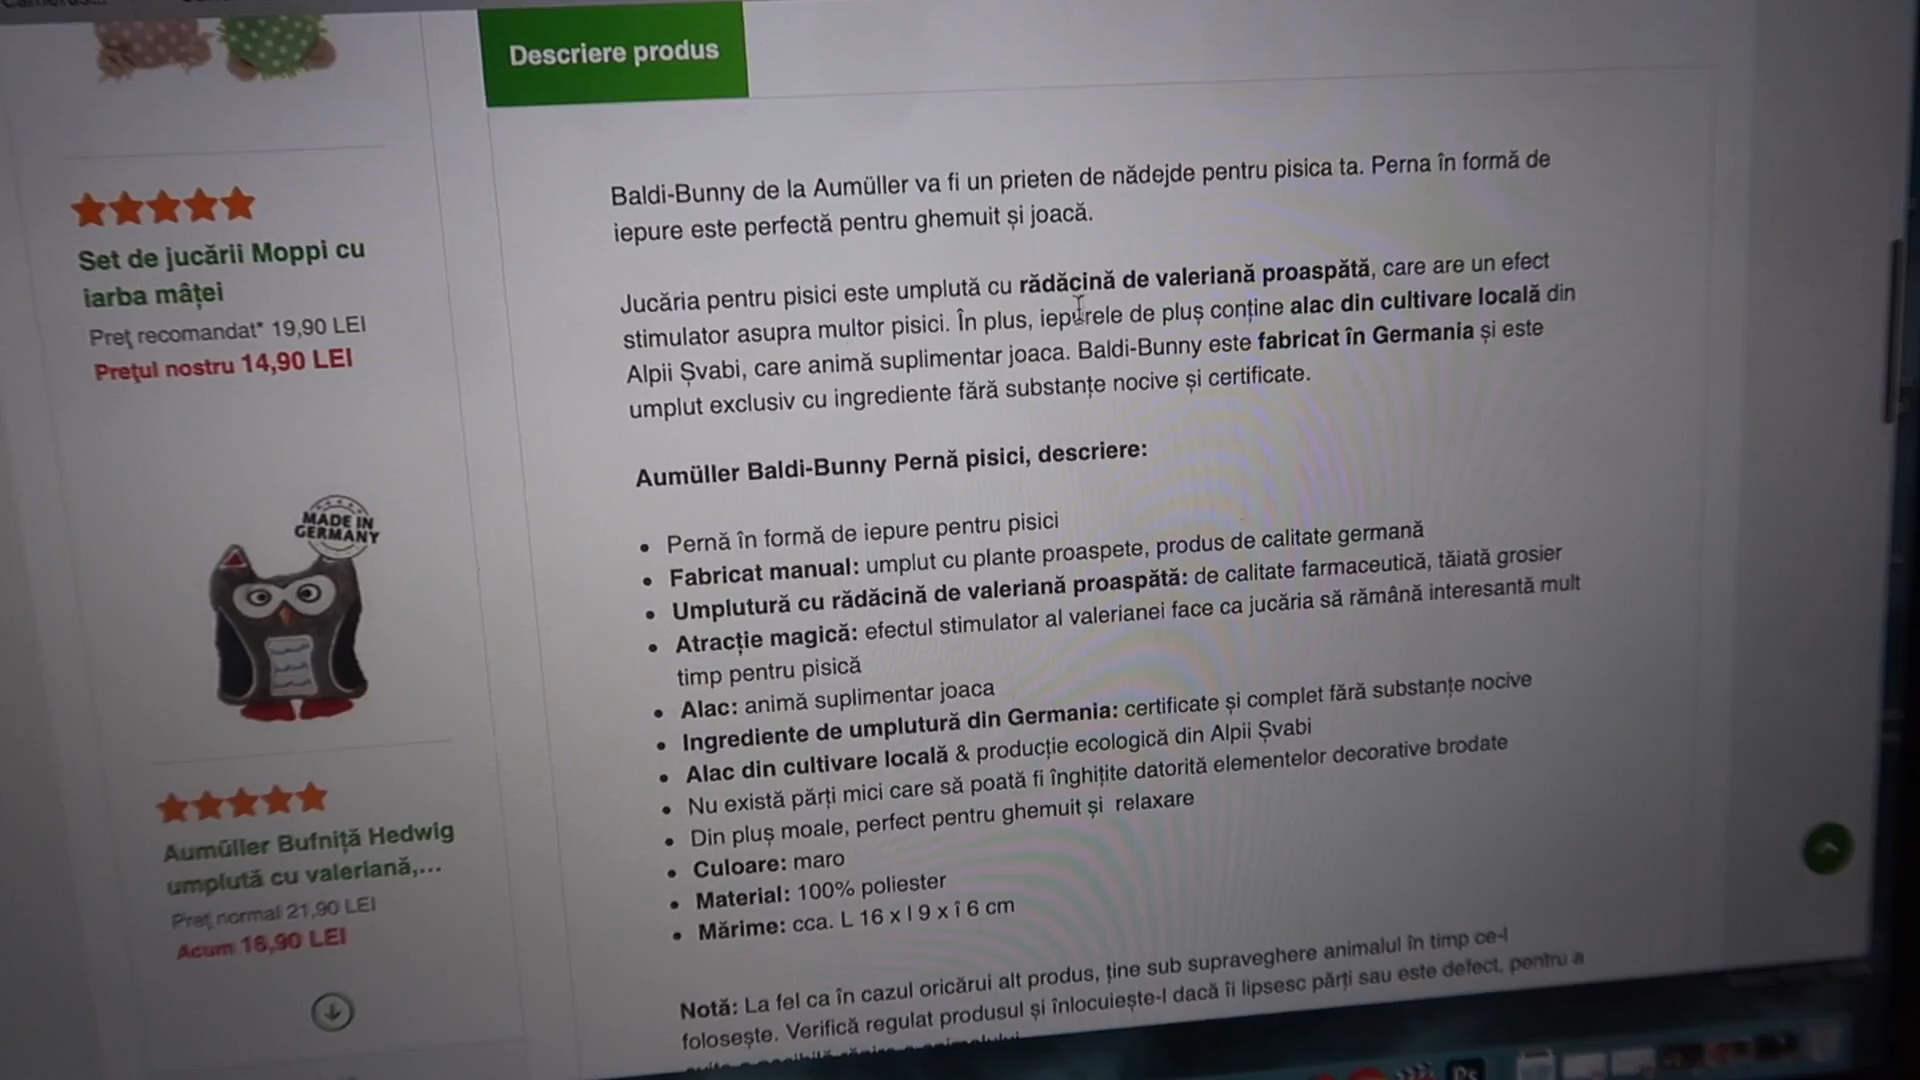 Descriere produs
Set de jucării Moppi cu
iarba mâței
Preț recomandat* 19,90 LEI
Prețul nostru 14,90 LEI
MADE IN
GERMANY
Aumüller Bufniță Hedwig
umplută cu valeriană,...
Preț normal 21,90 LEI
Acum 16,90 LEI
Baldi-Bunny de la Aumüller va fi un prieten de nădejde pentru pisica ta. Perna în formă de
iepure este perfectă pentru ghemuit și joacă.
Jucăria pentru pisici este umplută cu rădăcină de valeriană proaspătă, care are un efect
stimulator asupra multor pisici. În plus, iepurele de pluș conține alac din cultivare locală din
Alpii Șvabi, care animă suplimentar joaca. Baldi-Bunny este fabricat în Germania și este
umplut exclusiv cu ingrediente fără substanțe nocive și certificate.
Aumüller Baldi-Bunny Pernă pisici, descriere:
• Pernă în formă de iepure pentru pisici
• Fabricat manual: umplut cu plante proaspete, produs de calitate germană
• Umplutură cu rădăcină de valeriană proaspătă: de calitate farmaceutică, tăiată grosier
• Atracție magică: efectul stimulator al valerianei face ca jucăria să rămână interesantă mult
timp pentru pisică
• Alac: animă suplimentar joaca
• Ingrediente de umplutură din Germania: certificate și complet fără substanțe nocive
• Alac din cultivare locală & producție ecologică din Alpii Șvabi
• Nu există părți mici care să poată fi înghițite datorită elementelor decorative brodate
• Din pluș moale, perfect pentru ghemuit și relaxare
• Culoare: maro
• Material: 100% poliester
• Mărime: cca. L 16 x l 9 x î 6 cm
Notă: La fel ca în cazul oricărui alt produs, ține sub supraveghere animalul în timp ce-l
folosește. Verifică regulat produsul și înlocuiește-l dacă îi lipsesc părți sau este defect, pentru a
Ps